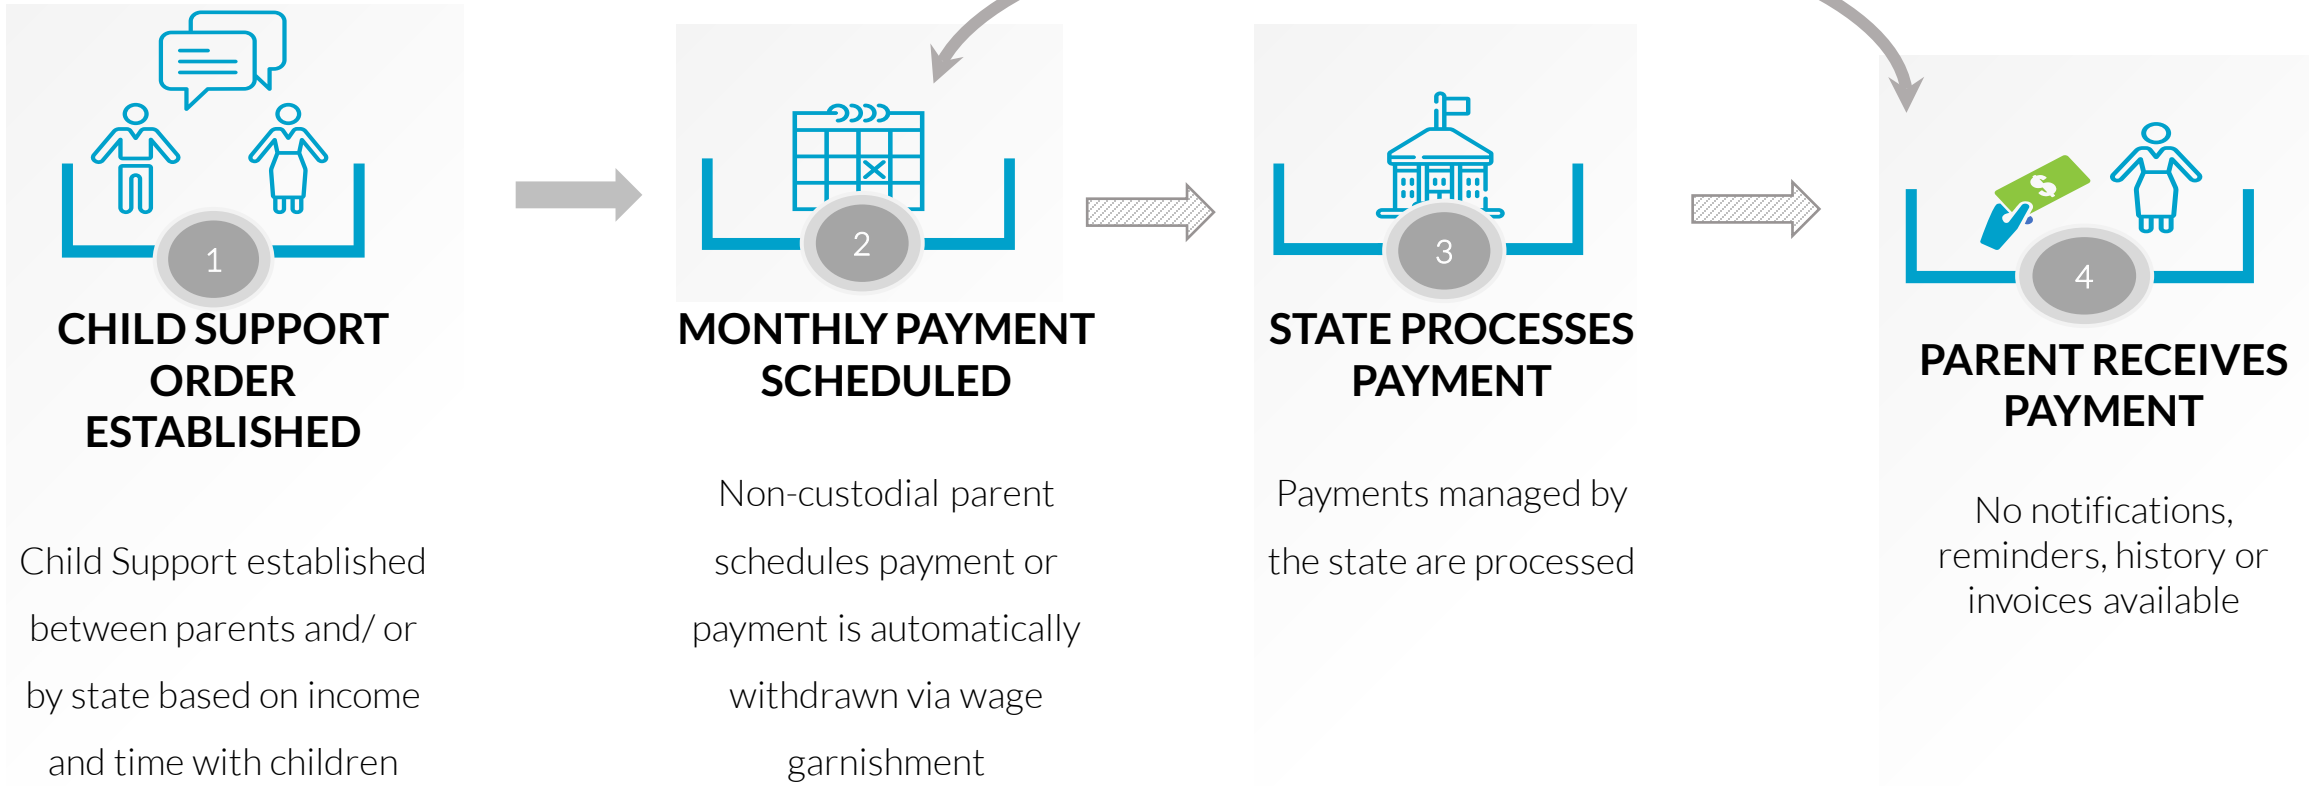 1
CHILD SUPPORT
ORDER
ESTABLISHED
Child Support established
between parents and/ or
by state based on income
and time with children
2
MONTHLY PAYMENT
SCHEDULED
Non-custodial parent
schedules payment or
payment is automatically
withdrawn via wage
garnishment
3
STATE PROCESSES
PAYMENT
Payments managed by
the state are processed
$
4
PARENT RECEIVES
PAYMENT
No notifications,
reminders, history or
invoices available